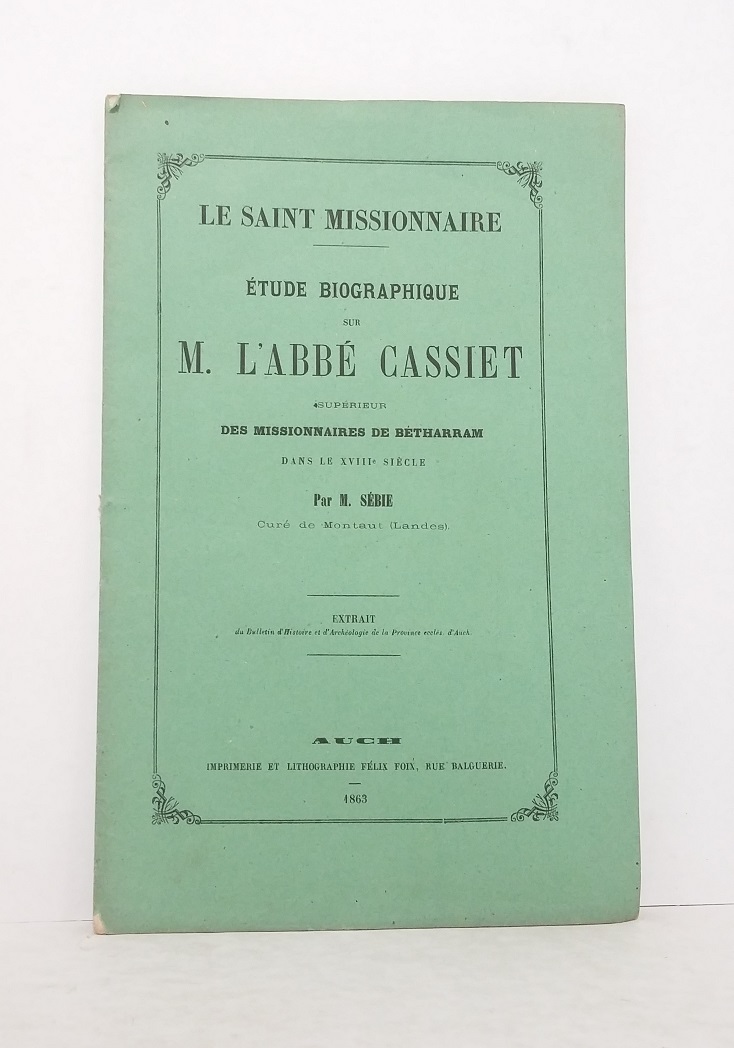 LE SAINT MISSIONNAIRE
ÉTUDE BIOGRAPHIQUE
SUR
M. L'ABBÉ CASSIET
SUPÉRIEUR
DES MISSIONNAIRES DE BÉTHARRAM
DANS LE XVIIIe SIÈCLE
Par M. SÉBIE
Curé de Montaut (Landes).
EXTRAIT
du Bulletin d'Histoire et d'Archéologie de la Province ecclés. d'Auch.
AUCH
IMPRIMERIE ET LITHOGRAPHIE FÉLIX FOIX, RUE BALGUERIE.
1863